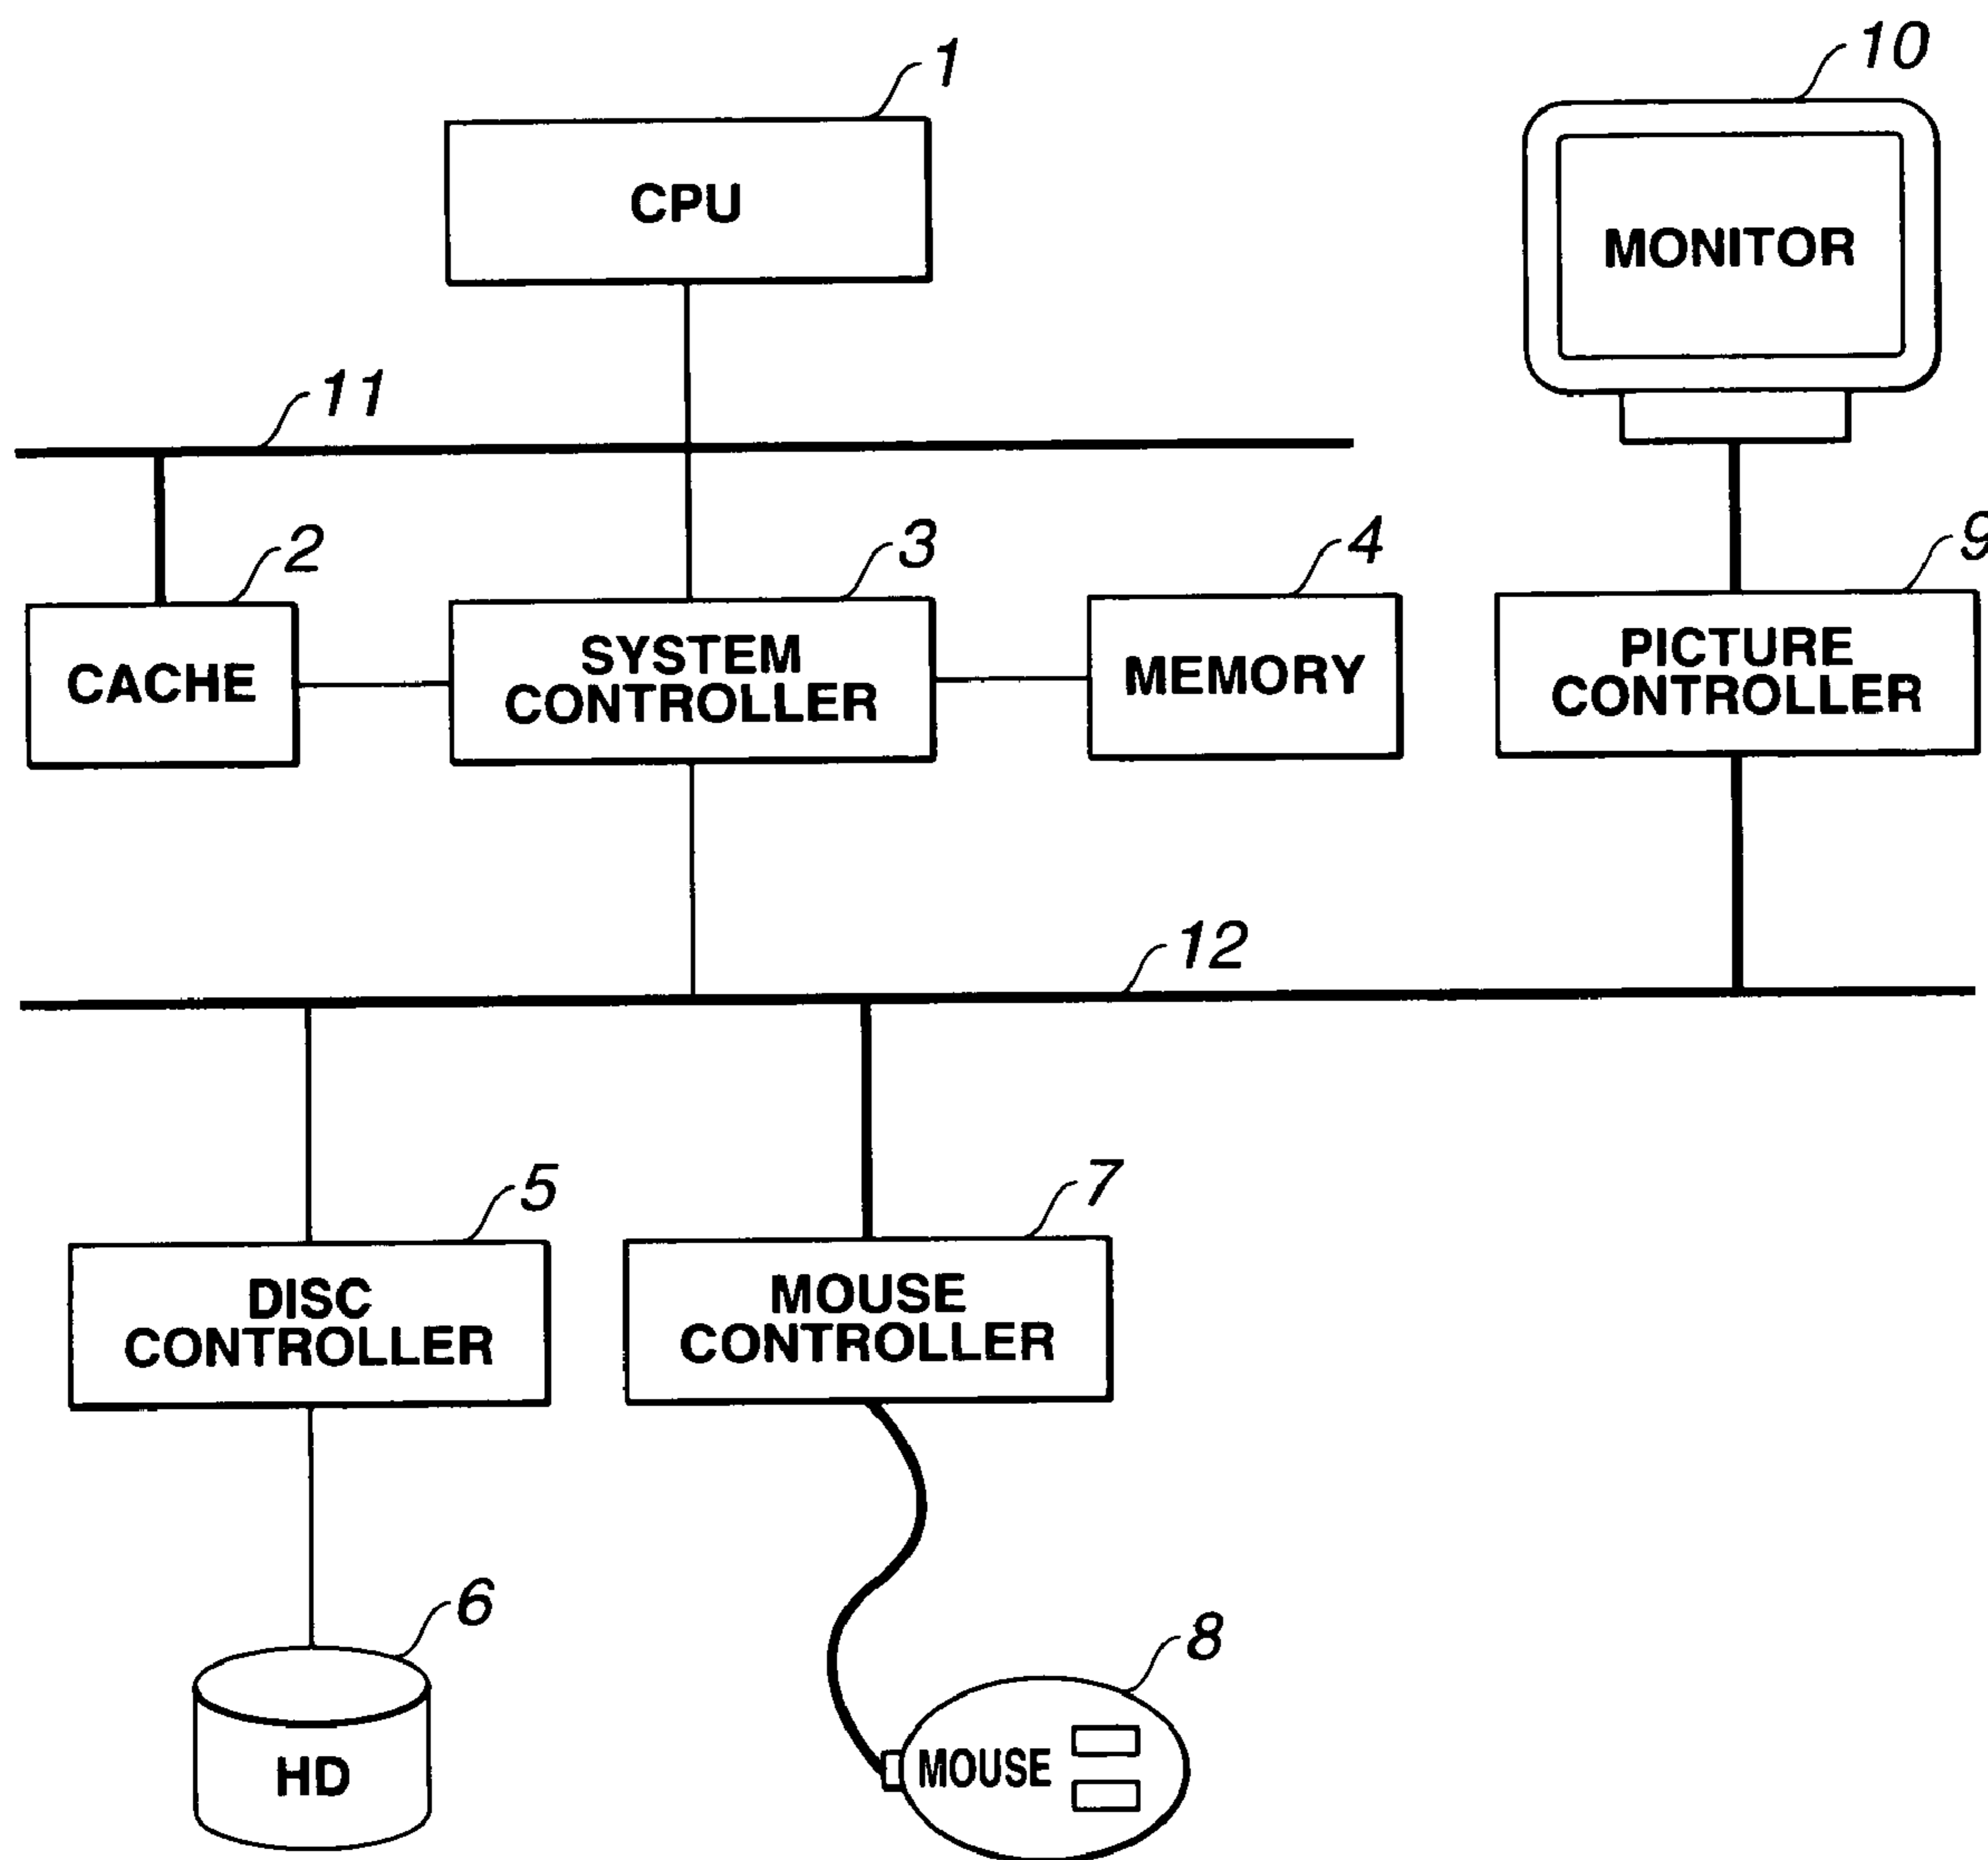 1
CPU
10
MONITOR
11
2
CACHE
3
SYSTEM
CONTROLLER
4
MEMORY
9
PICTURE
CONTROLLER
12
5
DISC
CONTROLLER
7
MOUSE
CONTROLLER
6
HD
8
MOUSE